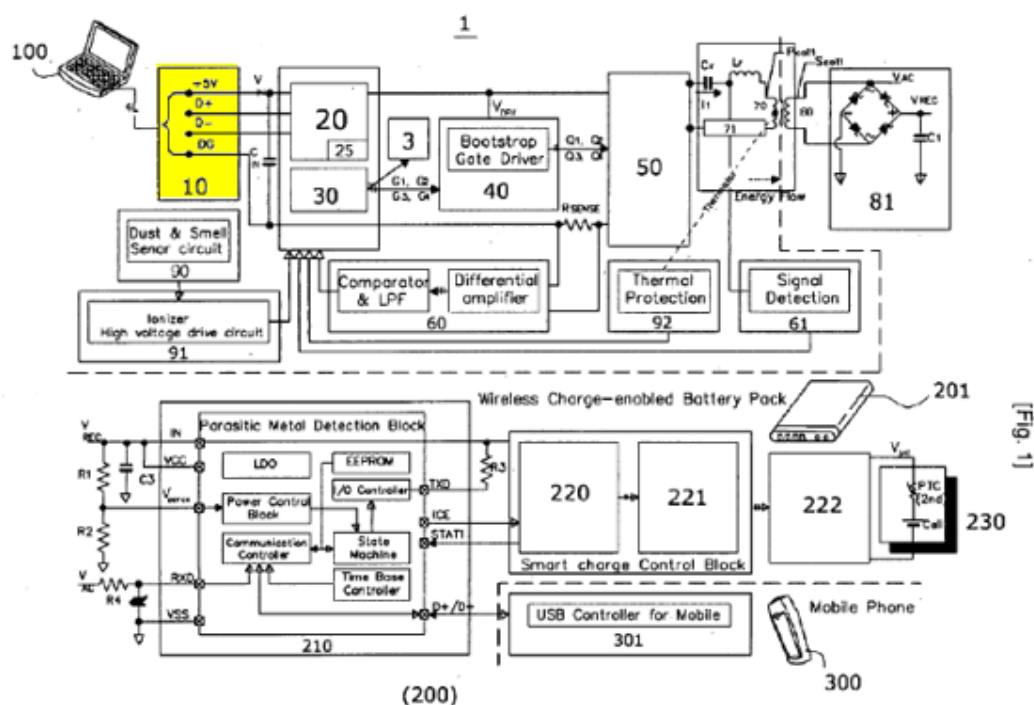 1
100
+5V
D+
D-
DG
10
V
C
20
25
30
3
G1, G2
G3, G4
Bootstrap
Gate Driver
40
Q1, Q2
Q3, Q
RSENSE
50
Cr
Lr
I1
Pcoil1
Scoil1
70
71
80
Thermistor
Energy Flow
VAC
VREC
C1
81
Dust & Smell
Senor circuit
90
Ionizer
High voltage drive circuit
91
Comparator
& LPF
Differential
amplifier
60
Thermal
Protection
92
Signal
Detection
61
[Fig. 1]
Wireless Charge-enabled Battery Pack
201
Parasitic Metal Detection Block
V
REC
IN
VCC
R1
C3
R2
Vsense
V
AC
R4
RXD
VSS
LDO
EEPROM
I/O Controller
TXD
R3
Power Control
Block
ICE
STAT1
Communication
Controller
State
Machine
Time Base
Controller
D+/D-
210
220
221
Smart charge Control Block
222
PTC
(2nd
Cell
230
USB Controller for Mobile
301
Mobile Phone
300
(200)